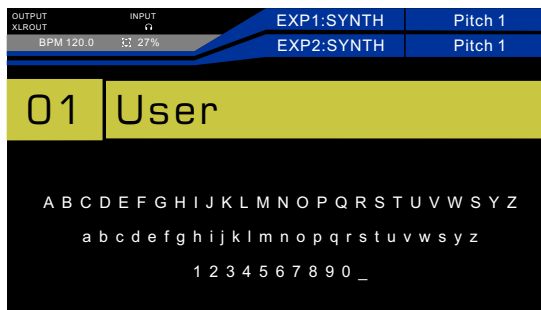 OUTPUT INPUT EXP1:SYNTH Pitch 1
XLROUT
BPM 120.0 27% EXP2:SYNTH Pitch 1
01 User
A B C D E F G H I J K L M N O P Q R S T U V W S Y Z
a b c d e f g h i j k l m n o p q r s t u v w s y z
1 2 3 4 5 6 7 8 9 0 _